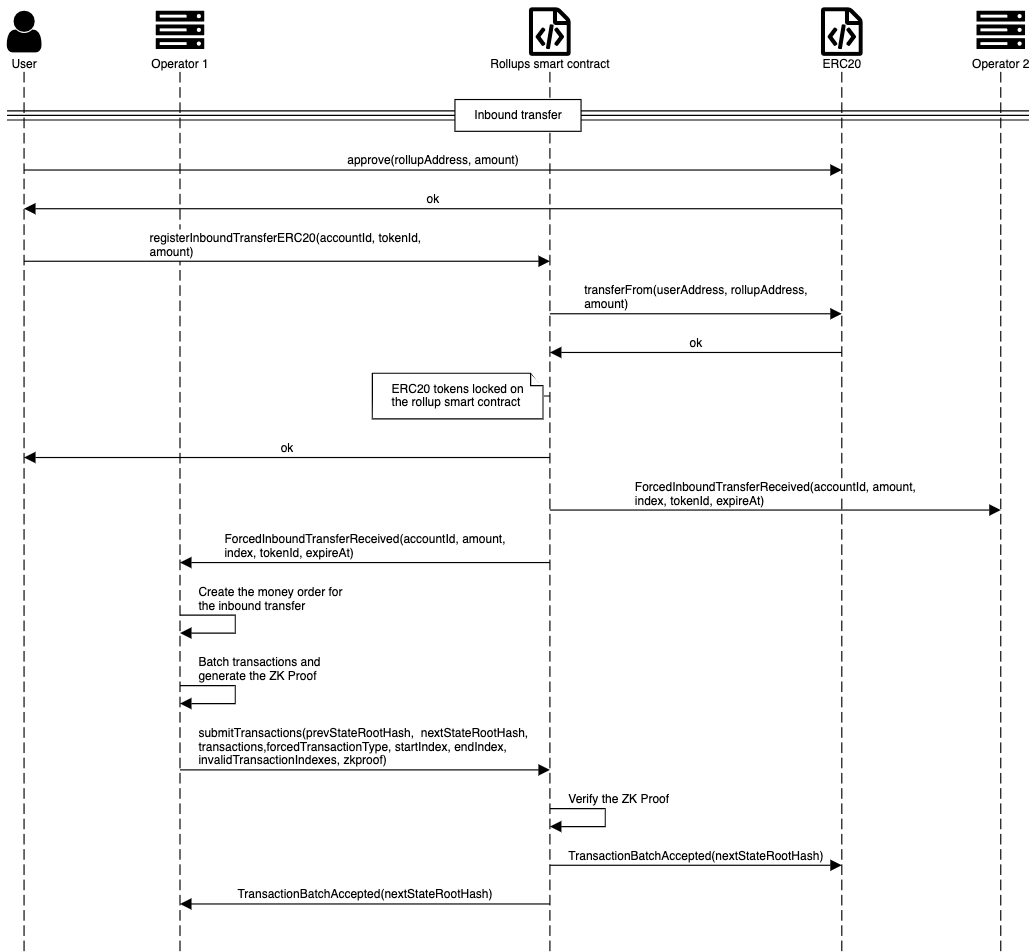 User
Operator 1
Rollups smart contract
ERC20
Operator 2
Inbound transfer
approve(rollupAddress, amount)
ok
registerInboundTransferERC20(accountId, tokenId,
amount)
transferFrom(userAddress, rollupAddress,
amount)
ok
ERC20 tokens locked on
the rollup smart contract
ok
ForcedInboundTransferReceived(accountId, amount,
index, tokenId, expireAt)
ForcedInboundTransferReceived(accountId, amount,
index, tokenId, expireAt)
Create the money order for
the inbound transfer
Batch transactions and
generate the ZK Proof
submitTransactions(prevStateRootHash,  nextStateRootHash,
transactions,forcedTransactionType, startIndex, endIndex,
invalidTransactionIndexes, zkproof)
Verify the ZK Proof
TransactionBatchAccepted(nextStateRootHash)
TransactionBatchAccepted(nextStateRootHash)